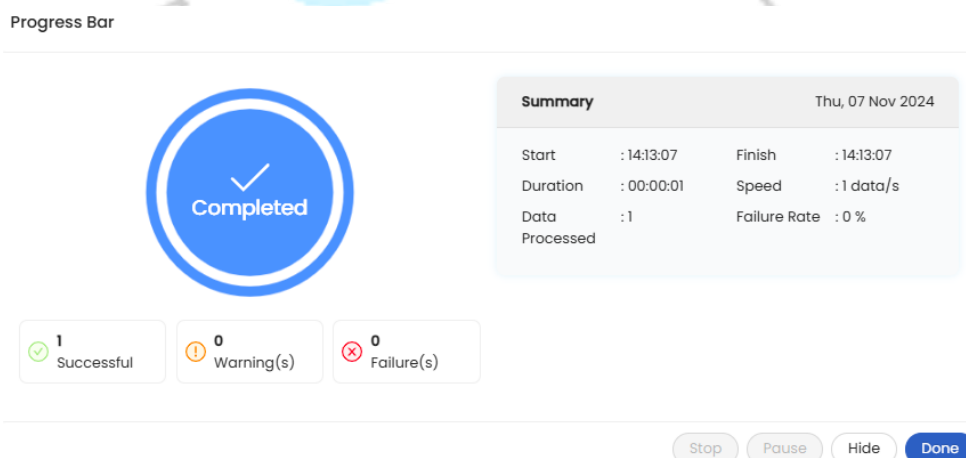 Progress Bar
Completed
1
Successful
0
Warning(s)
0
Failure(s)
Summary Thu, 07 Nov 2024
Start : 14:13:07 Finish : 14:13:07
Duration : 00:00:01 Speed : 1 data/s
Data : 1 Failure Rate : 0 %
Processed
Stop Pause Hide Done